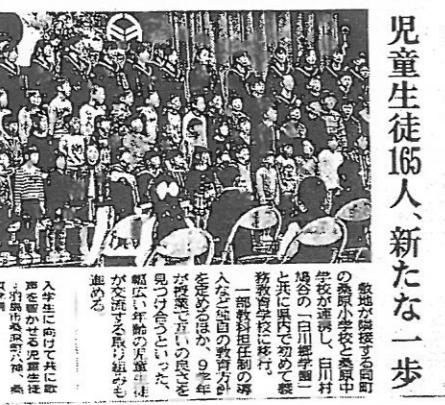 児童生徒165人、新たな一歩
敷地が隣接する同町
の桑原小学校と桑原中
学校が連携し、白川村
鳩谷の「白川郷学園」
と共に県内で初めて義
務教育学校に移行。
一部教科担任制の導
入など独自の教育方針
を定めるほか、9学年
が授業で互いの良さを
見つけ合うといった、
幅広い年齢の児童生徒
が交流する取り組みも
進める。
入学生に向けて共に歌
声を響かせる児童生徒